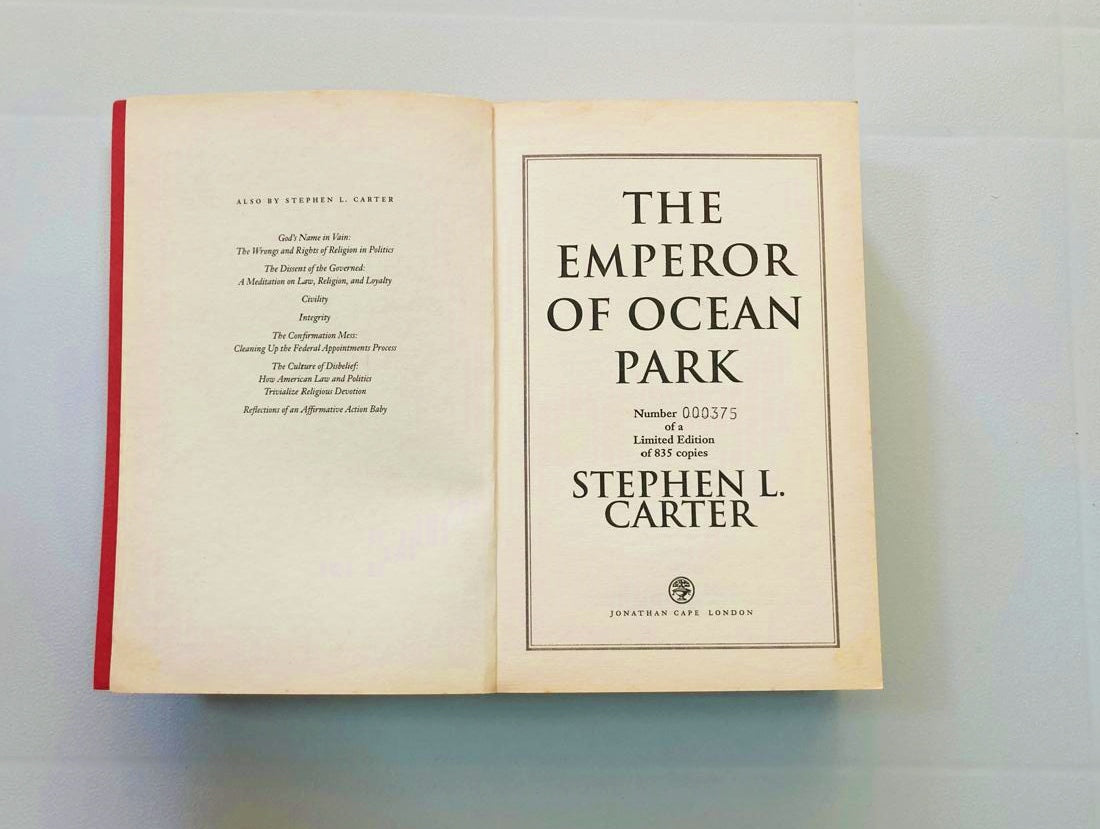 ALSO BY STEPHEN L. CARTER
God's Name in Vain:
The Wrongs and Rights of Religion in Politics
The Dissent of the Governed:
A Meditation on Law, Religion, and Loyalty
Civility
Integrity
The Confirmation Mess:
Cleaning Up the Federal Appointments Process
The Culture of Disbelief:
How American Law and Politics
Trivialize Religious Devotion
Reflections of an Affirmative Action Baby
THE
EMPEROR
OF OCEAN
PARK
Number 000375
of a
Limited Edition
of 835 copies
STEPHEN L.
CARTER
JONATHAN CAPE LONDON